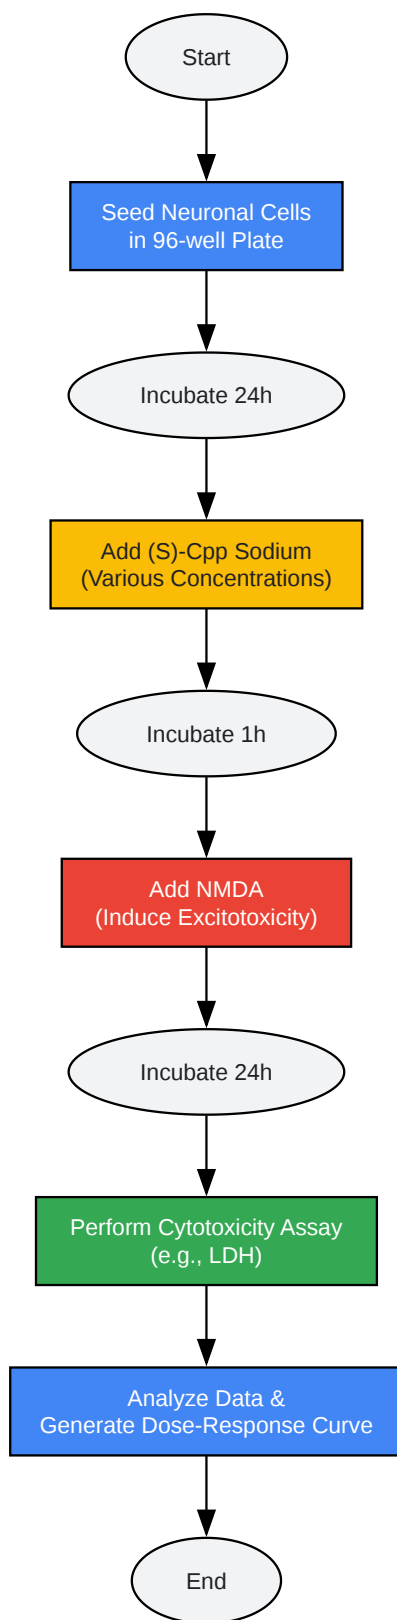 Start
Seed Neuronal Cells
in 96-well Plate
Incubate 24h
Add (S)-Cpp Sodium
(Various Concentrations)
Incubate 1h
Add NMDA
(Induce Excitotoxicity)
Incubate 24h
Perform Cytotoxicity Assay
(e.g., LDH)
Analyze Data &
Generate Dose-Response Curve
End